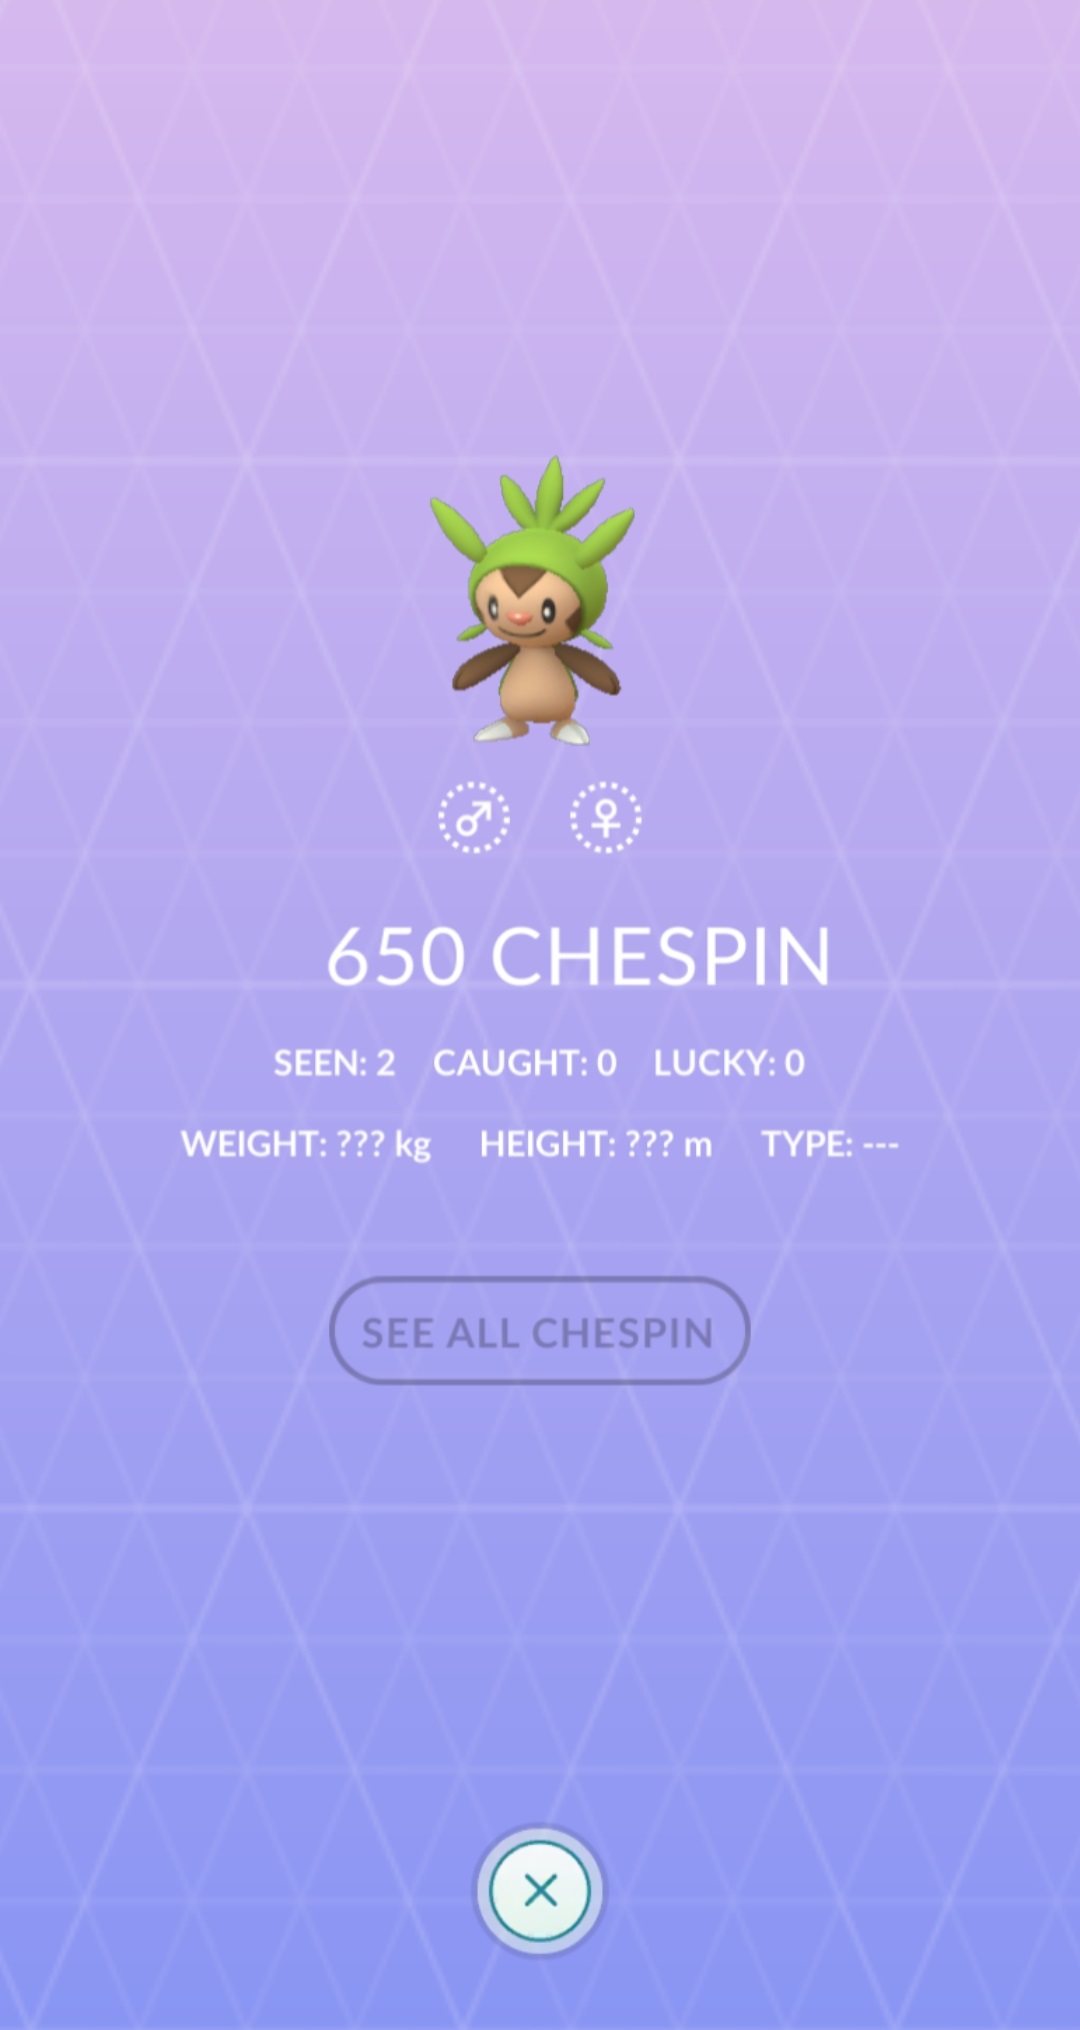 650 CHESPIN
SEEN: 2 CAUGHT: 0 LUCKY: 0
WEIGHT: ??? kg HEIGHT: ??? m TYPE: ---
SEE ALL CHESPIN